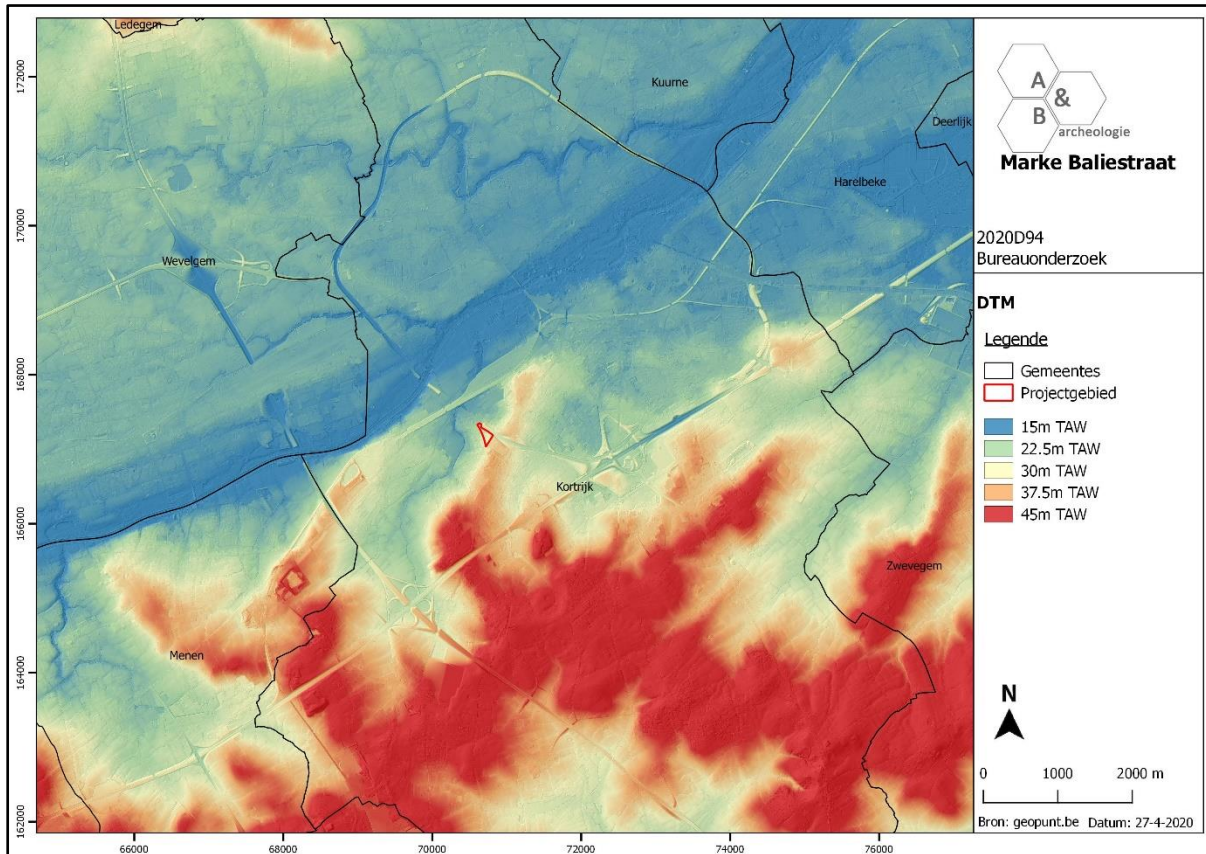 Ledegem
Kuurne
Deerlijk
Harelbeke
Wevelgem
Kortrijk
Zwevegem
Menen
172000
170000
168000
166000
164000
162000
66000
68000
70000
72000
74000
76000
A
&
B
archeologie
Marke Baliestraat
2020D94
Bureauonderzoek
DTM
Legende
Gemeentes
Projectgebied
15m TAW
22.5m TAW
30m TAW
37.5m TAW
45m TAW
N
0 1000 2000 m
Bron: geopunt.be Datum: 27-4-2020